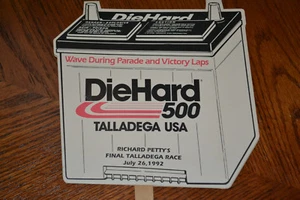 DieHard
Wave During Parade and Victory Laps
DieHard
500
TALLADEGA USA
RICHARD PETTY'S
FINAL TALLADEGA RACE
July 26, 1992